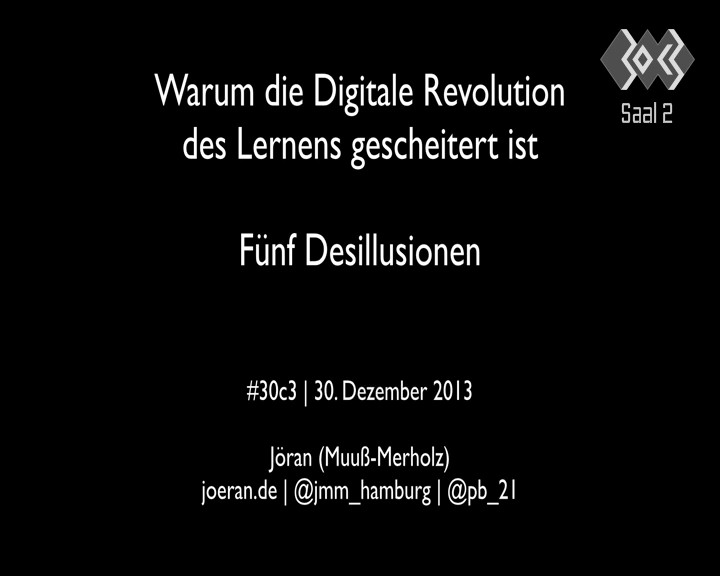 Warum die Digitale Revolution
des Lernens gescheitert ist
Fünf Desillusionen
#30c3 | 30. Dezember 2013
Jöran (Muuß-Merholz)
joeran.de | @jmm_hamburg | @pb_21
30C3
Saal 2